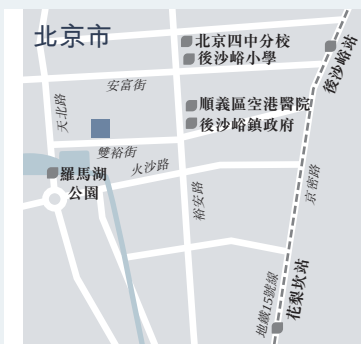 北京市
北京四中分校
後沙峪小學
後沙峪站
安富街
天北路
順義區空港醫院
後沙峪鎮政府
雙裕街
火沙路
羅馬湖
公園
裕安路
京密路
地鐵15號線
花梨坎站